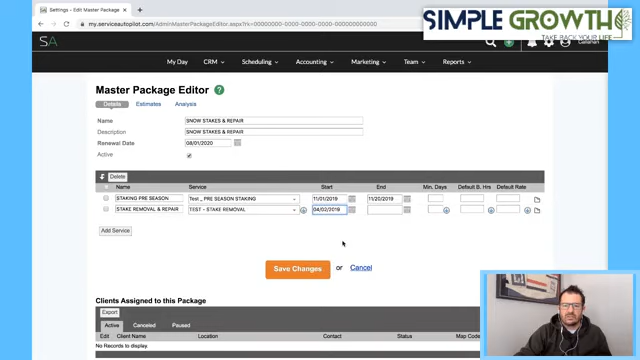 Settings - Edit Master Package
my.serviceautopilot.com/AdminMasterPackageEditor.aspx?rk=00000000-0000-0000-0000-000000000000
SIMPLE GROWTH
TAKE BACK YOUR LIFE
SA
Callahan
My Day CRM Scheduling Accounting Marketing Team Reports
Master Package Editor ?
Details Estimates Analysis
Name SNOW STAKES & REPAIR
Description SNOW STAKES & REPAIR
Renewal Date 08/01/2020
Active
Delete
Name Service Start End Min. Days Default B. Hrs Default Rate
STAKING PRE SEASON Test _ PRE SEASON STAKING 11/01/2019 11/20/2019
STAKE REMOVAL & REPAIR TEST - STAKE REMOVAL 04/02/2019
Add Service
Save Changes or Cancel
Clients Assigned to this Package
Export
Active Canceled Paused
Edit Client Name Location Contact Status Map Code
No Records to display.